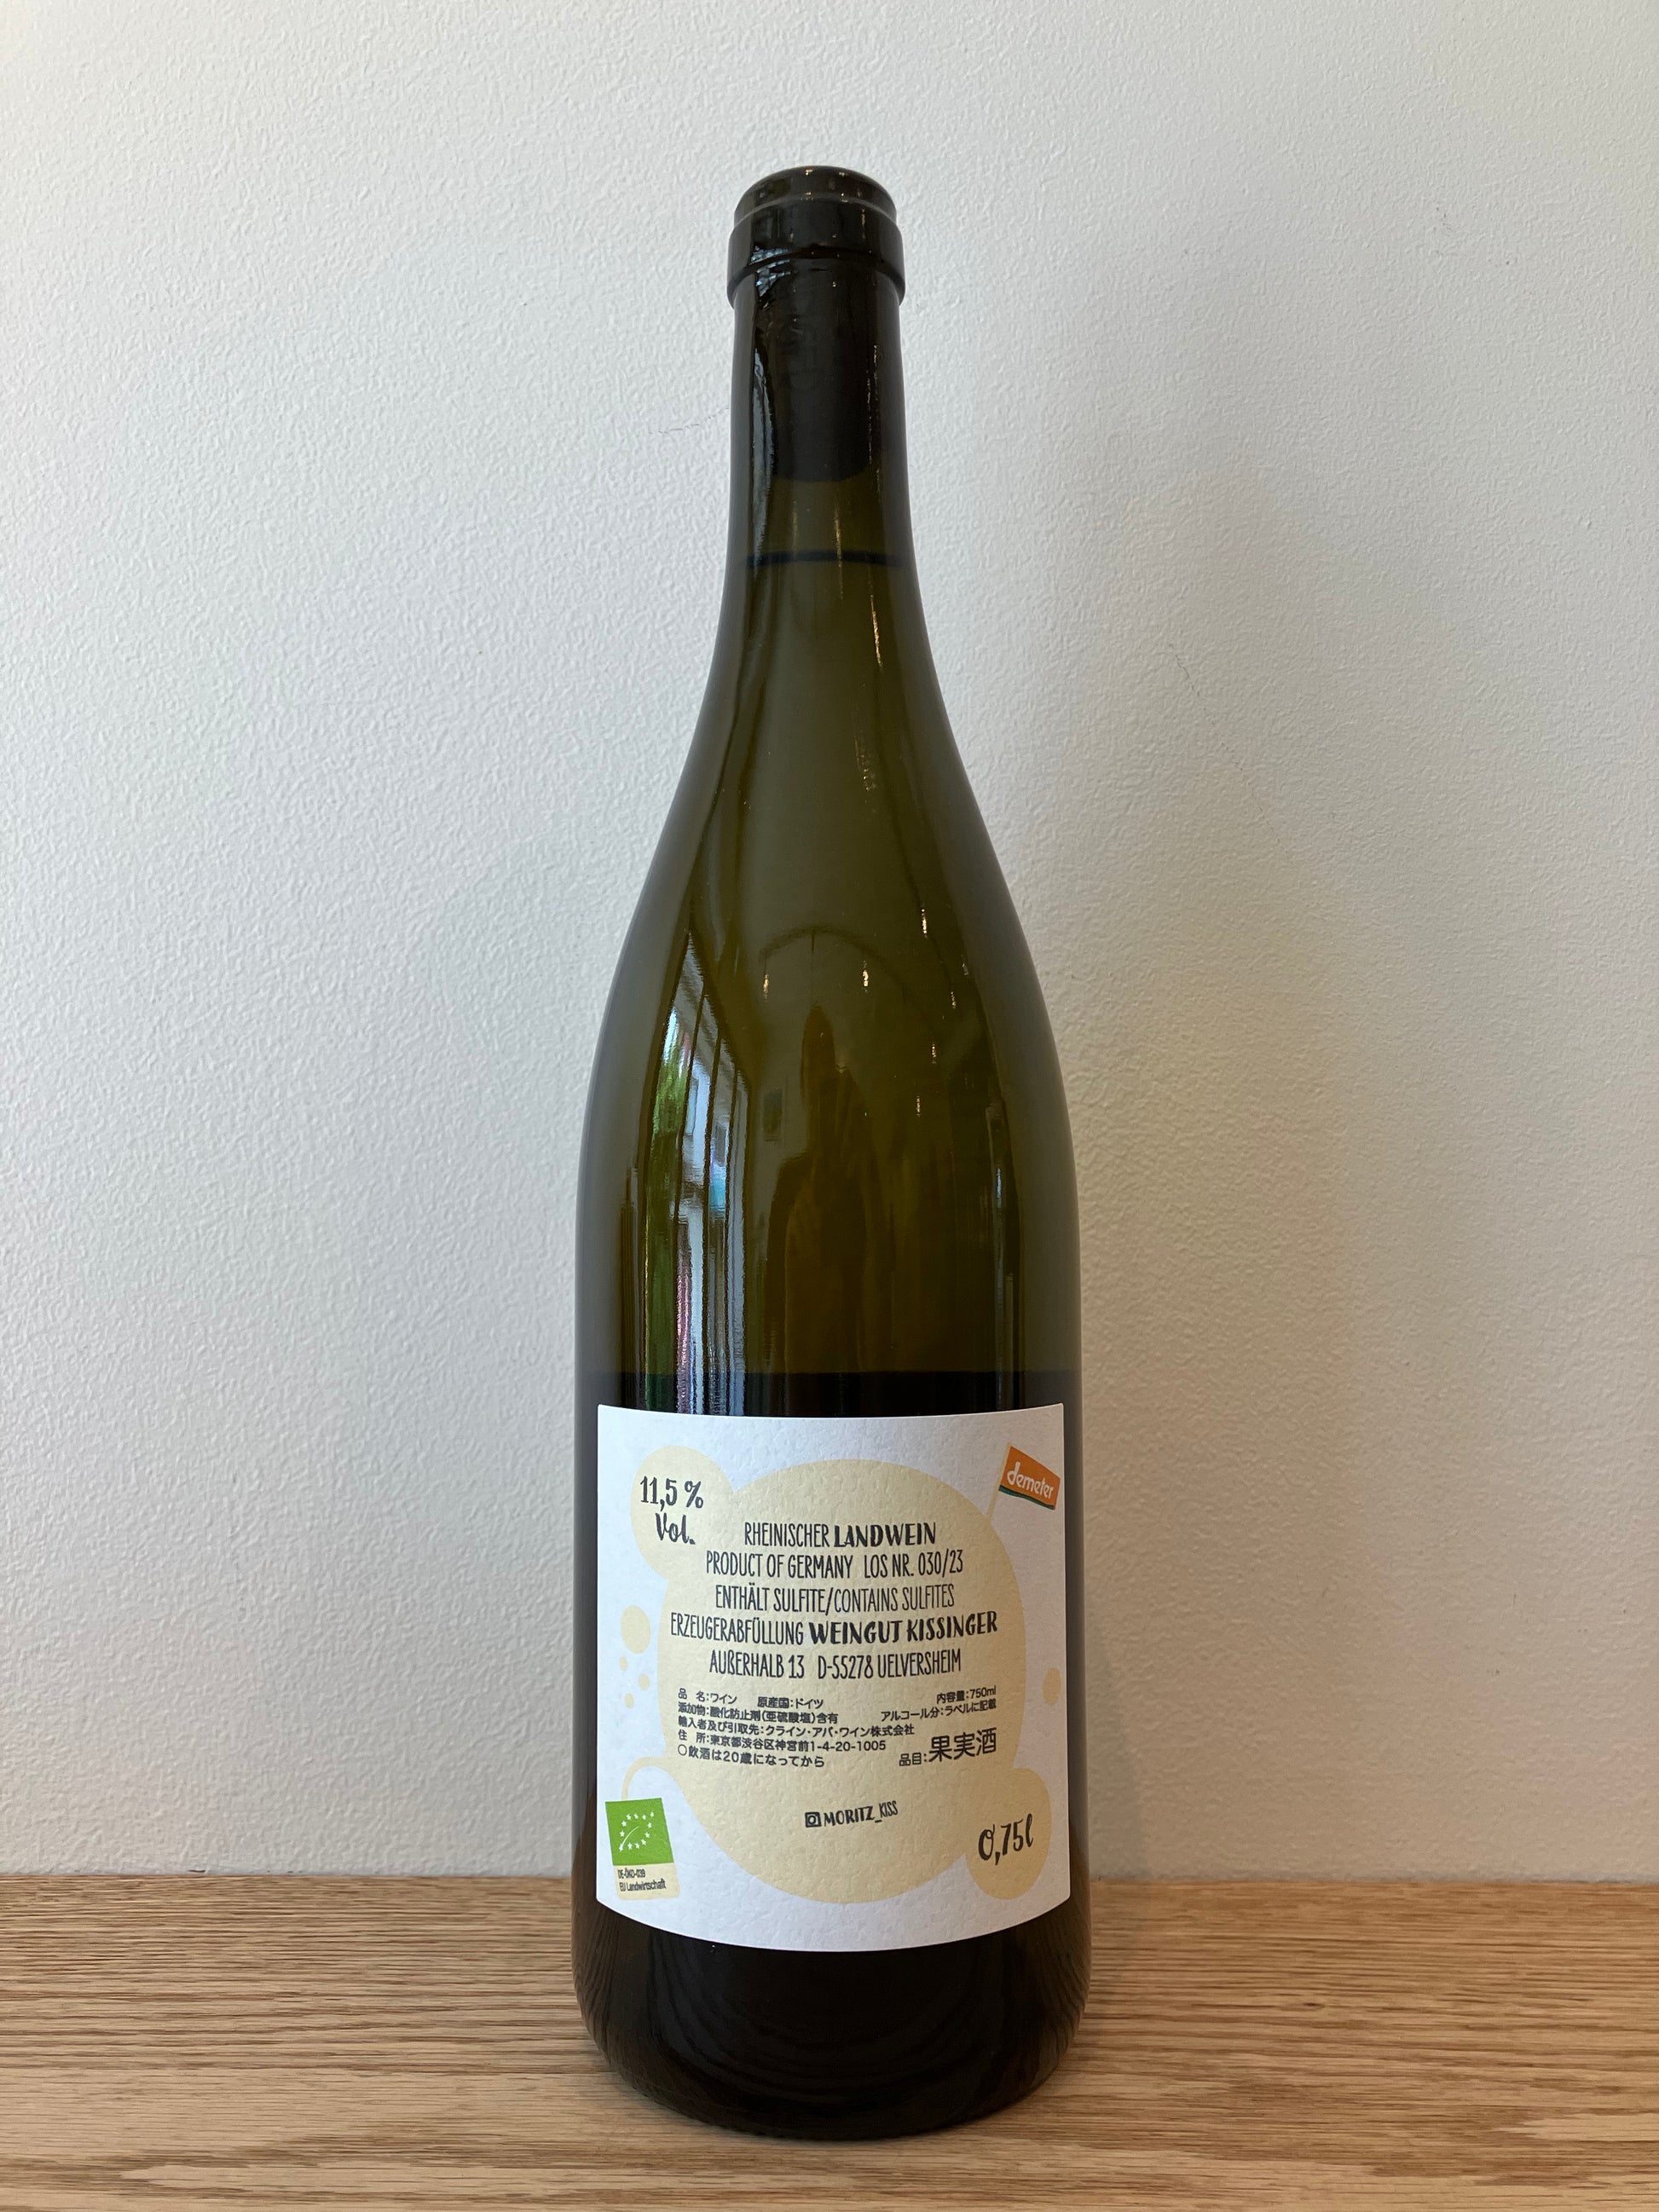 11,5 %
Vol.
demeter
RHEINISCHER LANDWEIN
PRODUCT OF GERMANY LOS NR. 030/23
ENTHÄLT SULFITE/CONTAINS SULFITES
ERZEUGERABFÜLLUNG WEINGUT KISSINGER
AUßERHALB 13 D-55278 UELVERSHEIM
品 名:ワイン 原産国:ドイツ 内容量:750ml
添加物:酸化防止剤(亜硫酸塩)含有 アルコール分:ラベルに記載
輸入者及び引取先:クライン・アバ・ワイン株式会社
住 所:東京都渋谷区神宮前1-4-20-1005
○飲酒は20歳になってから 品目:果実酒
MORITZ_KISS
0,75l
DE-ÖKO-039
EU Landwirtschaft